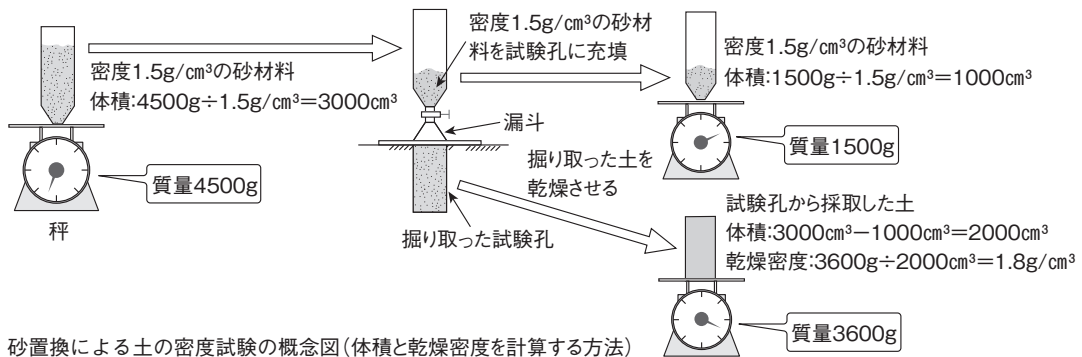 密度1.5g/cm³の砂材料
体積:4500g÷1.5g/cm³=3000cm³
質量4500g
秤
密度1.5g/cm³の砂材
料を試験孔に充填
漏斗
掘り取った試験孔
掘り取った土を
乾燥させる
密度1.5g/cm³の砂材料
体積:1500g÷1.5g/cm³=1000cm³
質量1500g
試験孔から採取した土
体積:3000cm³−1000cm³=2000cm³
乾燥密度:3600g÷2000cm³=1.8g/cm³
質量3600g
砂置換による土の密度試験の概念図(体積と乾燥密度を計算する方法)